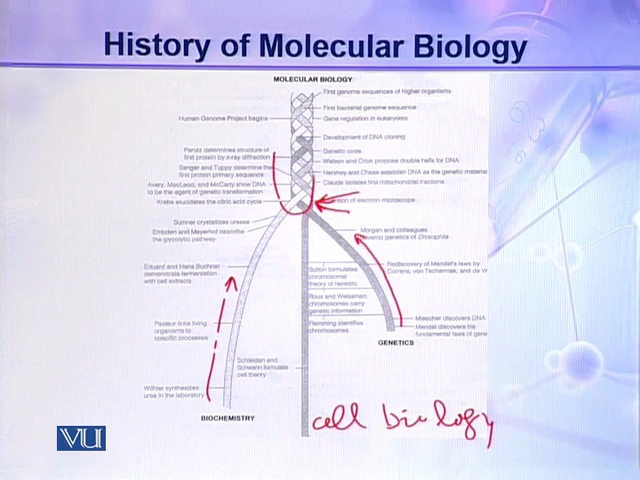 History of Molecular Biology
MOLECULAR BIOLOGY
First genome sequences of higher organisms
First bacterial genome sequence
Human Genome Project begins
Gene regulation in eukaryotes
Development of DNA cloning
Perutz determines structure of
first protein by x-ray diffraction
Genetic code
Watson and Crick propose double helix for DNA
Sanger and Tuppy determine the
first protein primary sequence
Hershey and Chase establish DNA as the genetic material
Claude isolates first mitochondrial fractions
Avery, MacLeod, and McCarty show DNA
to be the agent of genetic transformation
Krebs elucidates the citric acid cycle
of electron microscope
Sumner crystallizes urease
Embden and Meyerhof describe
the glycolytic pathway
Morgan and colleagues
develop genetics of Drosophila
Eduard and Hans Buchner
demonstrate fermentation
with cell extracts
Sutton formulates
chromosomal
theory of heredity
Rediscovery of Mendel's laws by
Correns, von Tschermak, and de Vr
Roux and Weismann:
chromosomes carry
genetic information
Pasteur links living
organisms to
specific processes
Flemming identifies
chromosomes
Miescher discovers DNA
Mendel discovers his
fundamental laws of gene
GENETICS
Schleiden and
Schwann formulate
cell theory
Wöhler synthesizes
urea in the laboratory
BIOCHEMISTRY
cell biology
VU